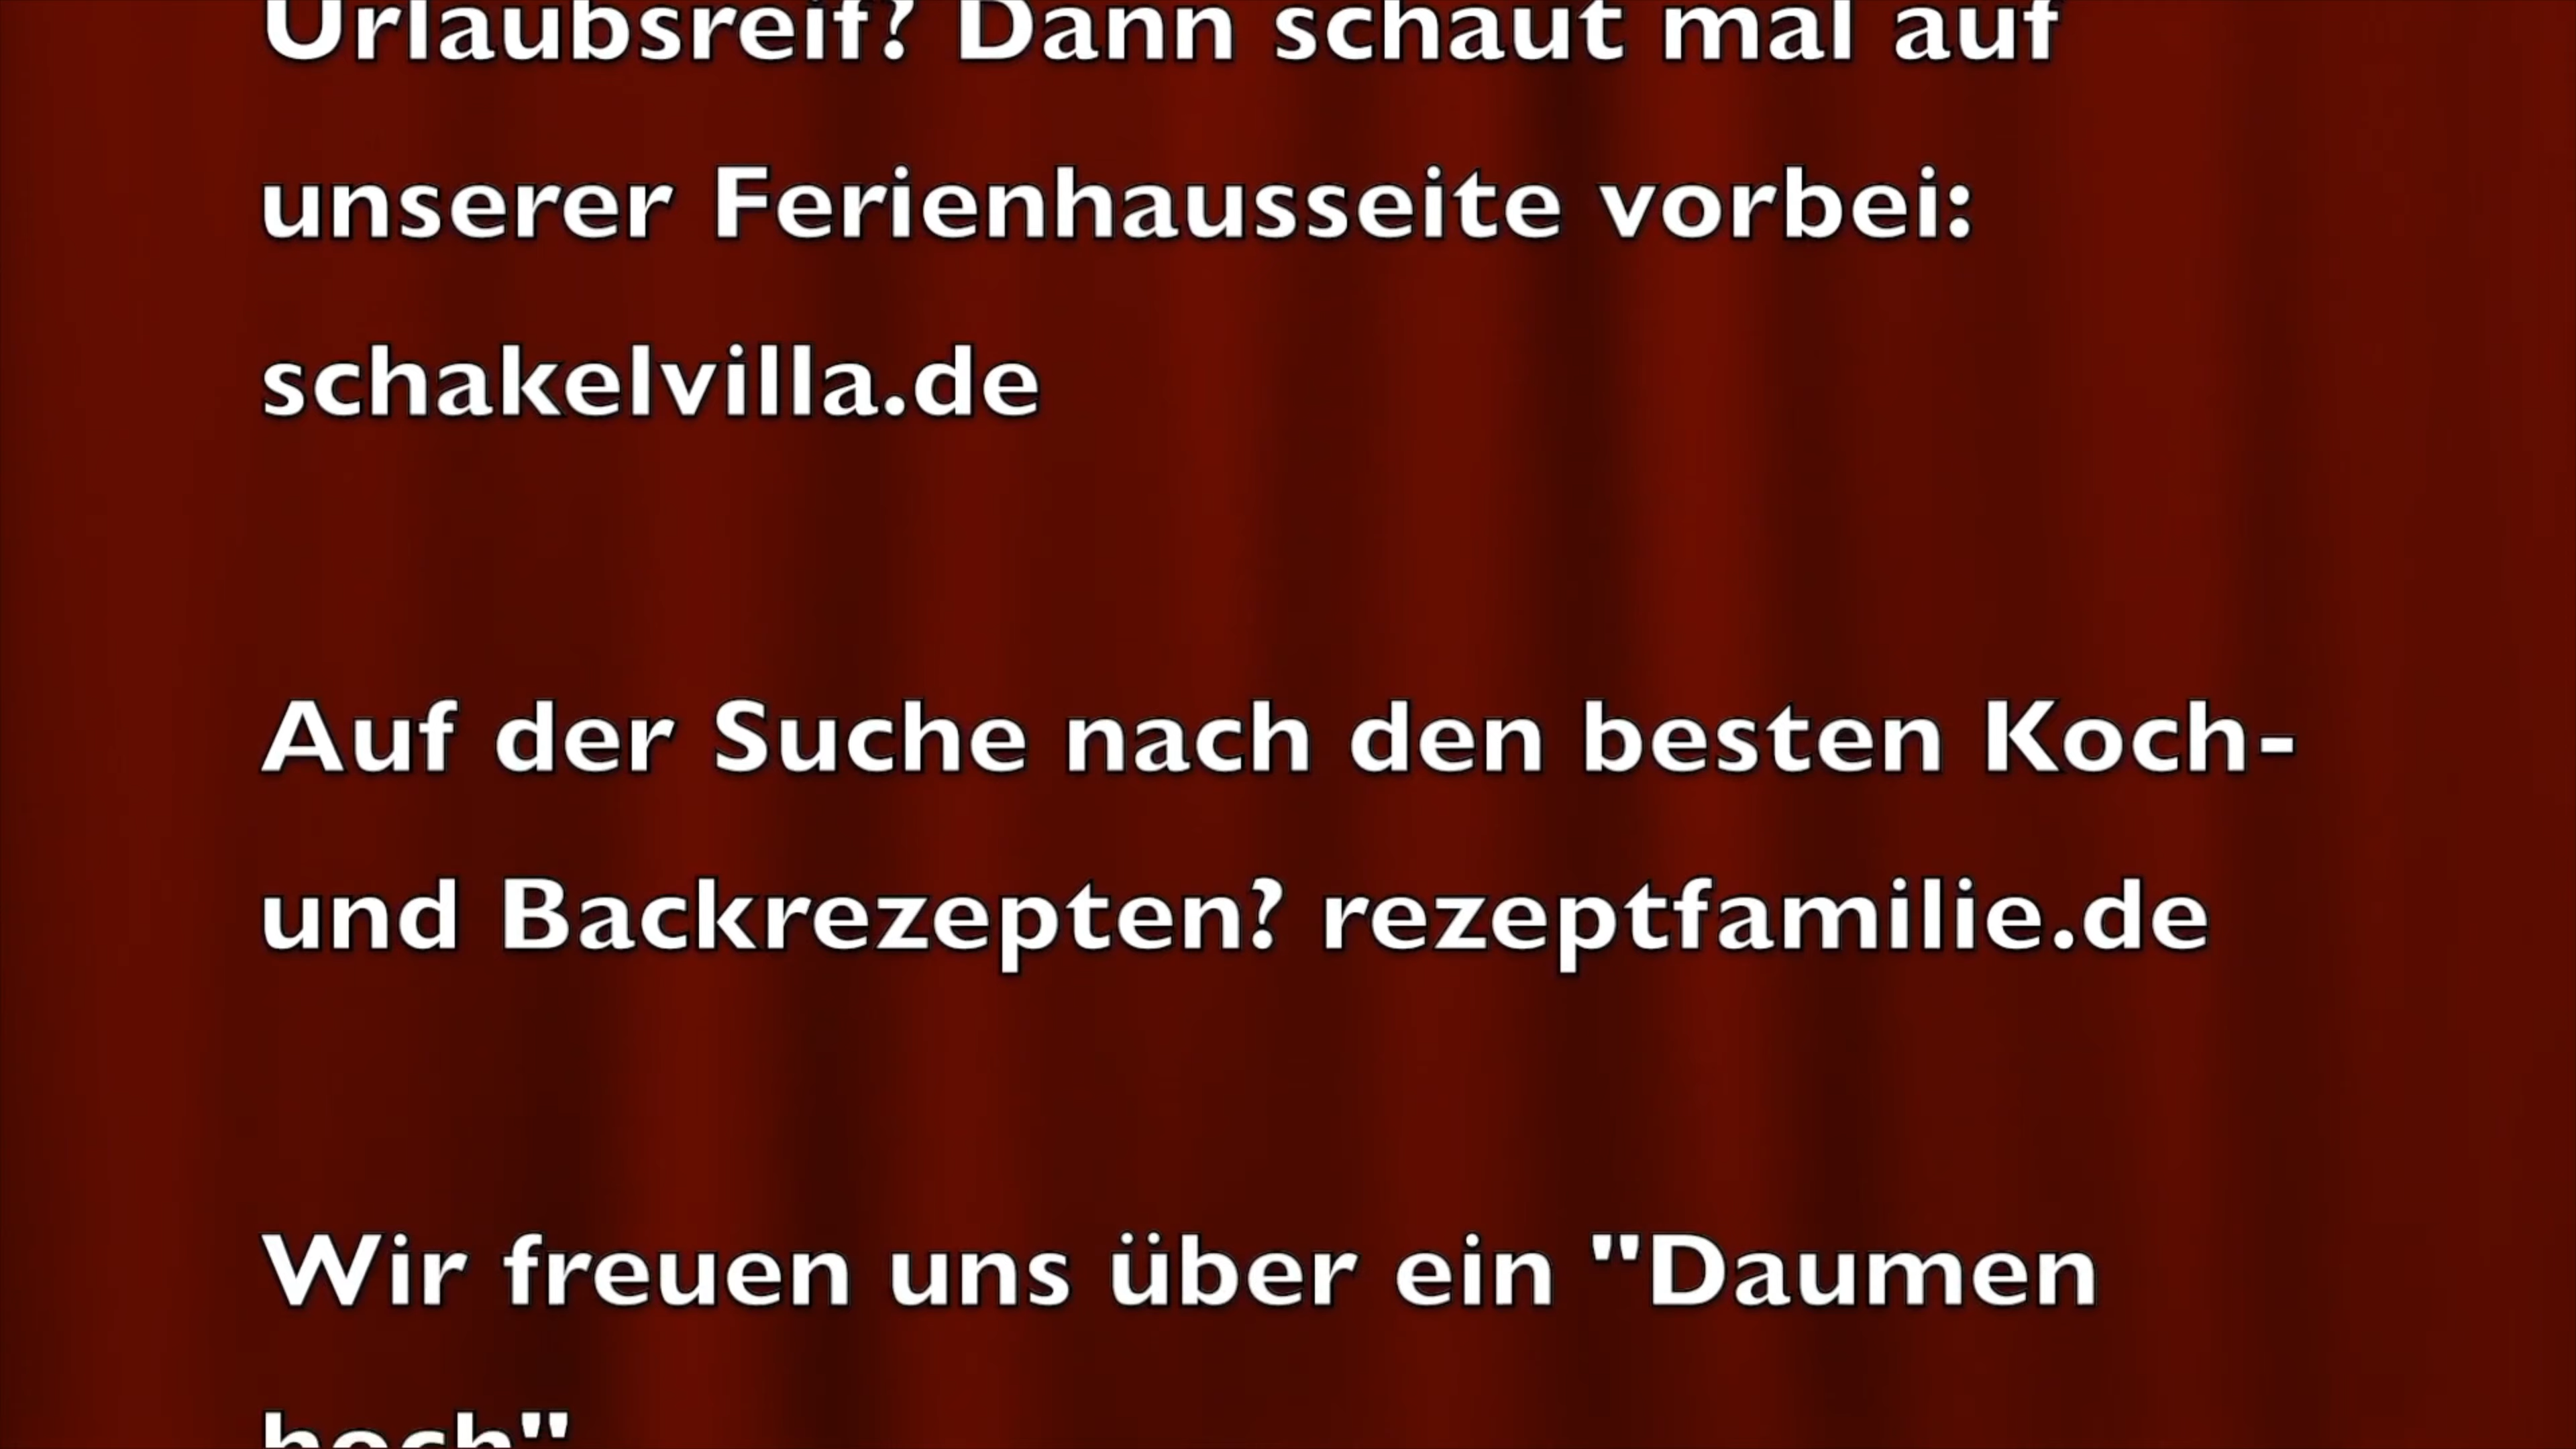 Urlaubsreif? Dann schaut mal auf
unserer Ferienhausseite vorbei:
schakelvilla.de
Auf der Suche nach den besten Koch-
und Backrezepten? rezeptfamilie.de
Wir freuen uns über ein "Daumen
hoch"